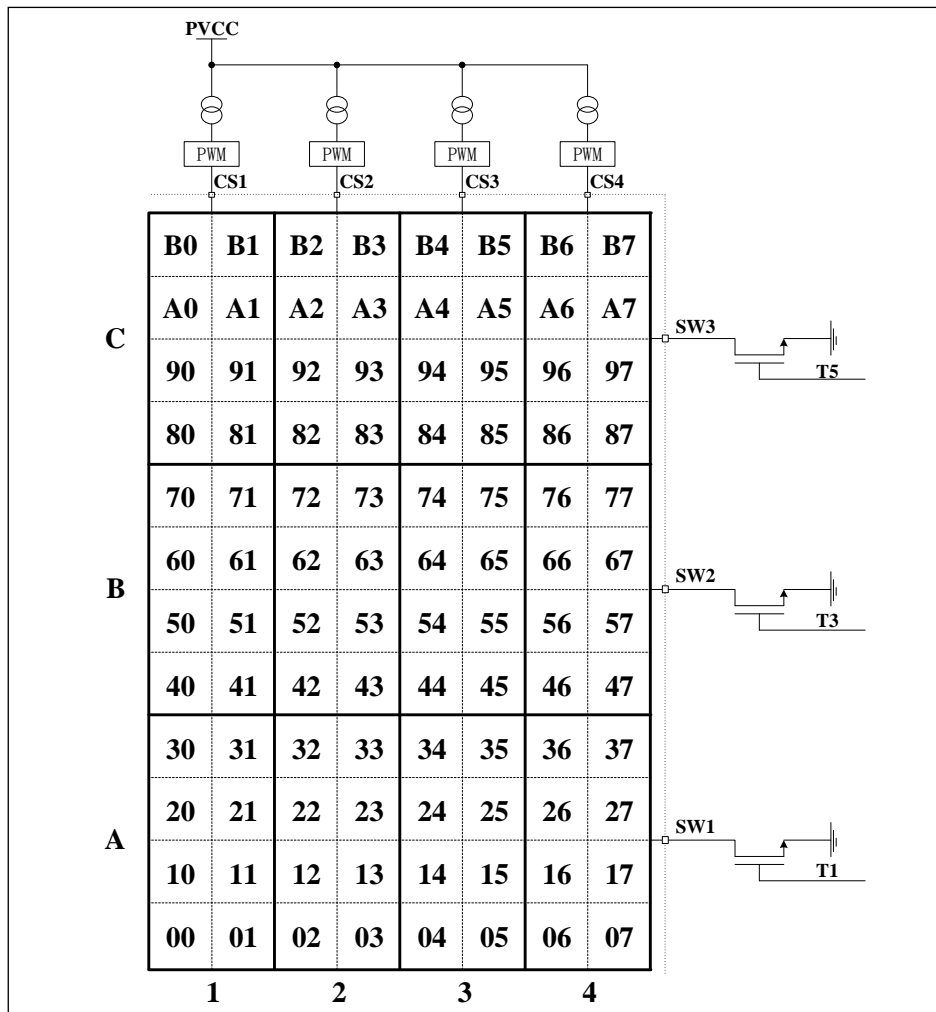 PVCC
PWM PWM PWM PWM
CS1 CS2 CS3 CS4
B0 B1 B2 B3 B4 B5 B6 B7
A0 A1 A2 A3 A4 A5 A6 A7
C
SW3
T5
90 91 92 93 94 95 96 97
80 81 82 83 84 85 86 87
70 71 72 73 74 75 76 77
60 61 62 63 64 65 66 67
B
SW2
T3
50 51 52 53 54 55 56 57
40 41 42 43 44 45 46 47
30 31 32 33 34 35 36 37
20 21 22 23 24 25 26 27
A
SW1
T1
10 11 12 13 14 15 16 17
00 01 02 03 04 05 06 07
1 2 3 4